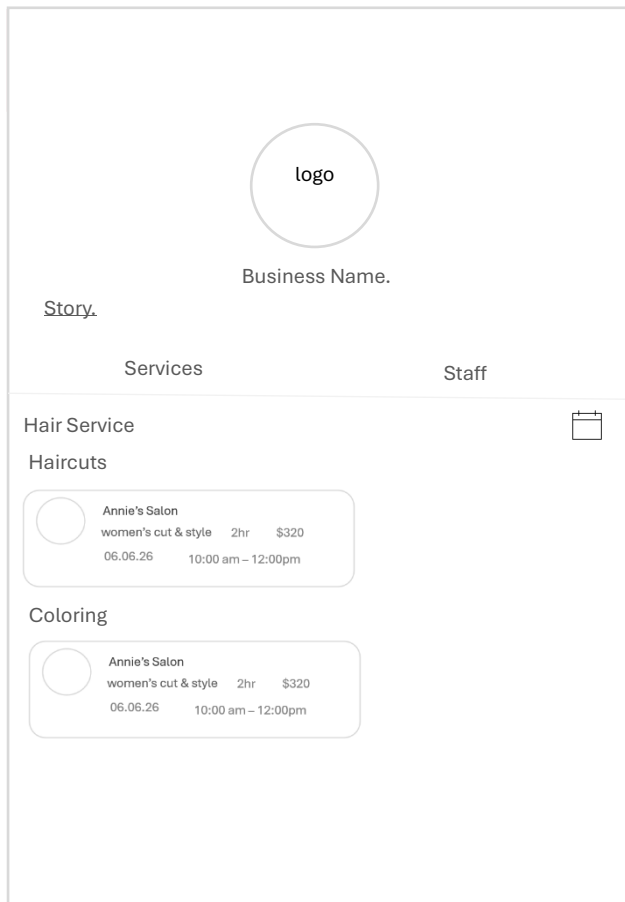 logo
Business Name.
Story.
Services Staff
Hair Service
Haircuts
Annie's Salon
women's cut & style 2hr $320
06.06.26 10:00 am – 12:00pm
Coloring
Annie's Salon
women's cut & style 2hr $320
06.06.26 10:00 am – 12:00pm